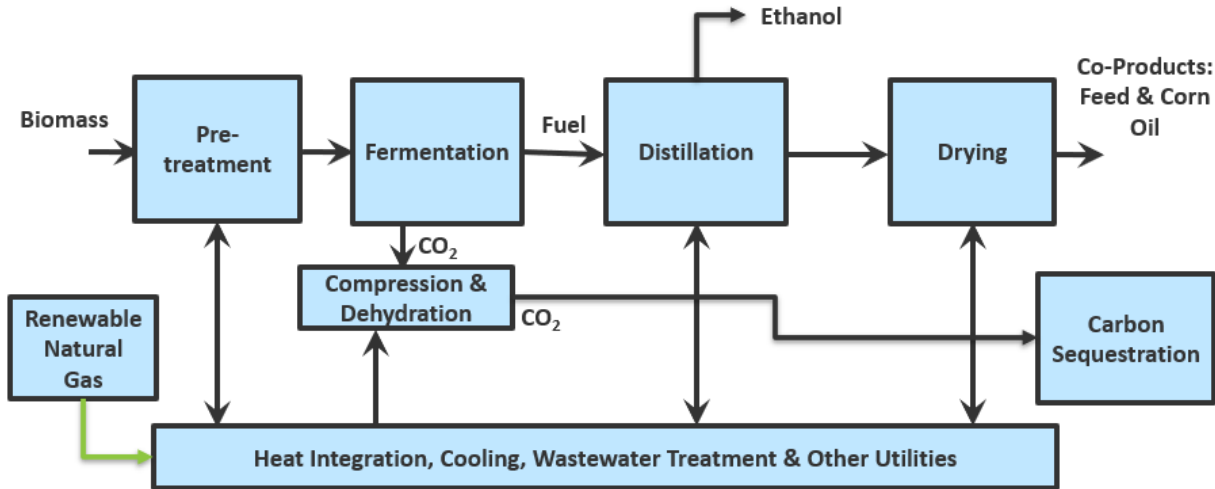 Ethanol
Co-Products:
Feed & Corn
Oil
Biomass
Pre-
treatment
Fermentation
Fuel
Distillation
Drying
CO₂
Compression &
Dehydration
CO₂
Renewable
Natural
Gas
Carbon
Sequestration
Heat Integration, Cooling, Wastewater Treatment & Other Utilities